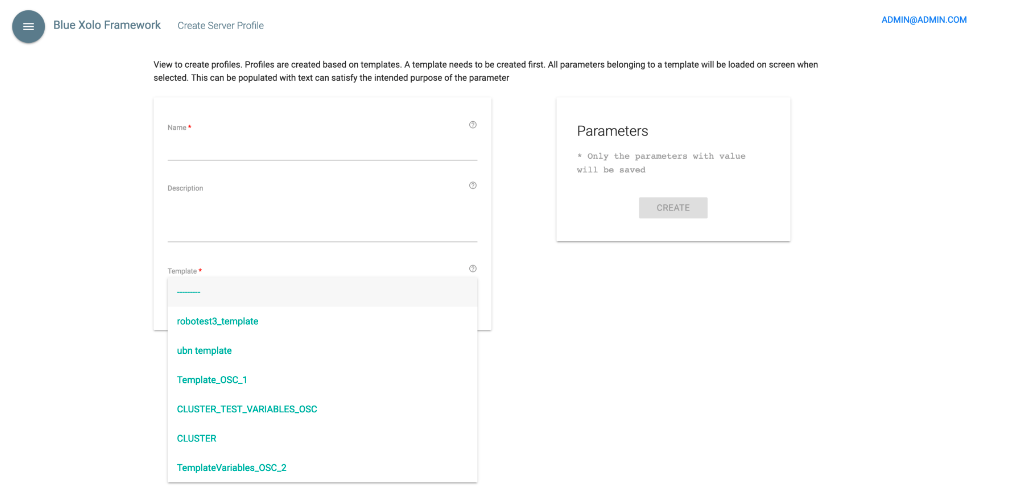 Blue Xolo Framework
Create Server Profile
ADMIN@ADMIN.COM
View to create profiles. Profiles are created based on templates. A template needs to be created first. All parameters belonging to a template will be loaded on screen when
selected. This can be populated with text can satisfy the intended purpose of the parameter
Name *
Description
Template *
---------
robotest3_template
ubn template
Template_OSC_1
CLUSTER_TEST_VARIABLES_OSC
CLUSTER
TemplateVariables_OSC_2
Parameters
* Only the parameters with value
will be saved
CREATE